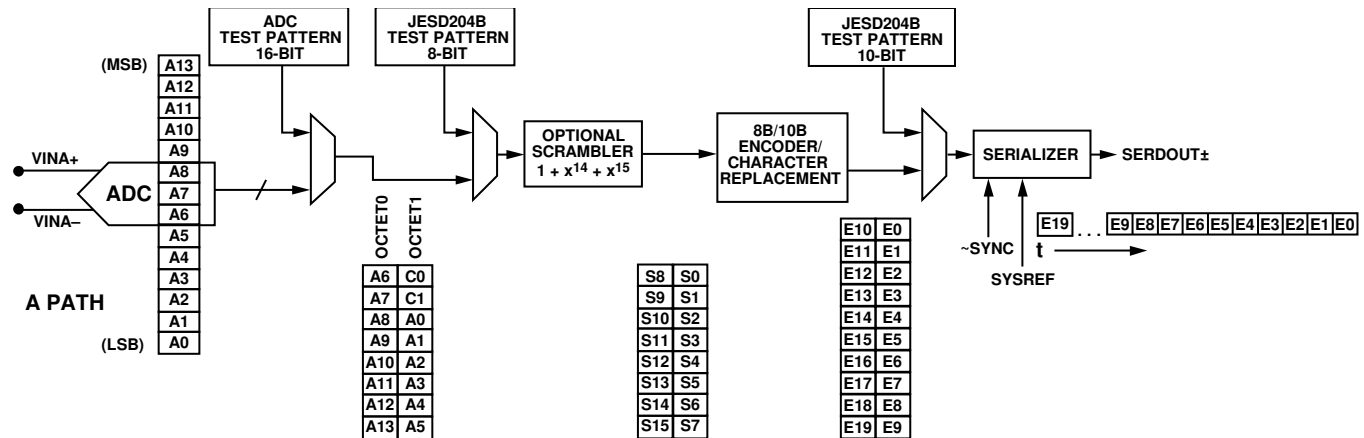 ADC
TEST PATTERN
16-BIT
JESD204B
TEST PATTERN
8-BIT
JESD204B
TEST PATTERN
10-BIT
(MSB)
A13
A12
A11
A10
A9
A8
A7
A6
A5
A4
A3
A2
A1
A0
(LSB)
VINA+
ADC
VINA–
A PATH
OCTET0
OCTET1
A6 C0
A7 C1
A8 A0
A9 A1
A10 A2
A11 A3
A12 A4
A13 A5
OPTIONAL
SCRAMBLER
1 + x14 + x15
S8 S0
S9 S1
S10 S2
S11 S3
S12 S4
S13 S5
S14 S6
S15 S7
8B/10B
ENCODER/
CHARACTER
REPLACEMENT
E10 E0
E11 E1
E12 E2
E13 E3
E14 E4
E15 E5
E16 E6
E17 E7
E18 E8
E19 E9
SERIALIZER
SERDOUT±
~SYNC
SYSREF
E19 . . . E9 E8 E7 E6 E5 E4 E3 E2 E1 E0
t